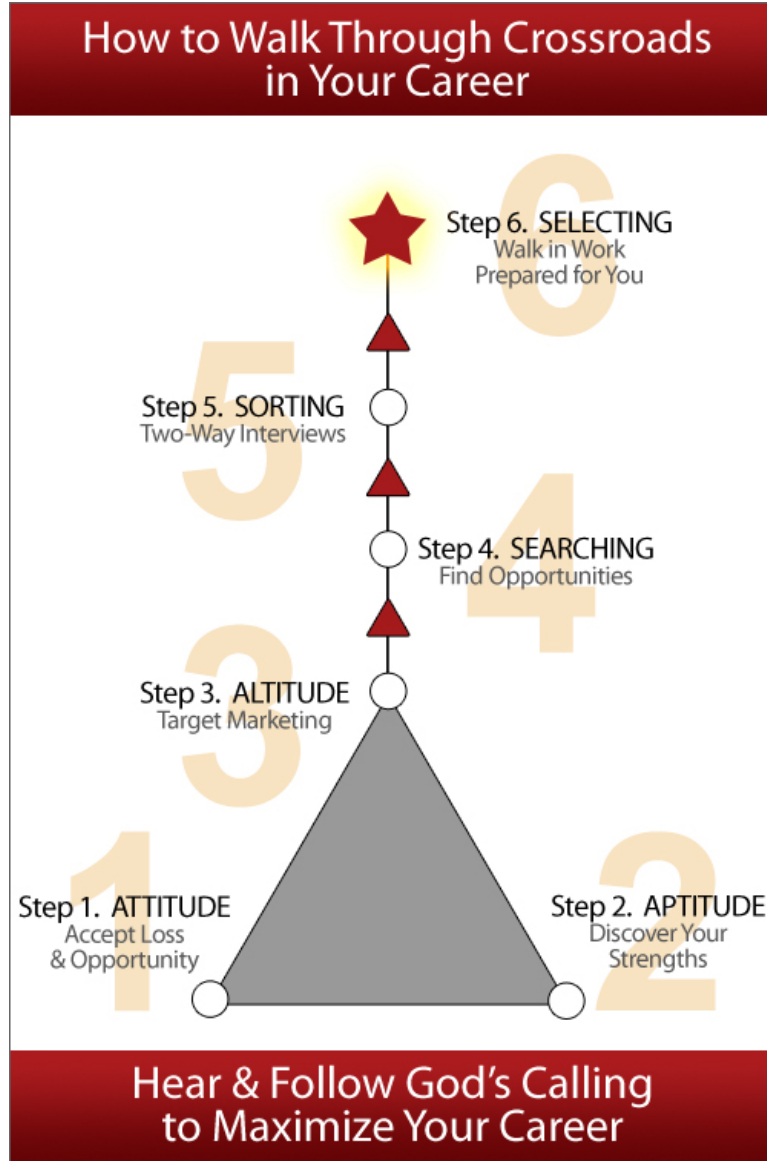 How to Walk Through Crossroads
in Your Career
6
Step 6. SELECTING
Walk in Work
Prepared for You
5
Step 5. SORTING
Two-Way Interviews
4
Step 4. SEARCHING
Find Opportunities
3
Step 3. ALTITUDE
Target Marketing
1
Step 1. ATTITUDE
Accept Loss
& Opportunity
2
Step 2. APTITUDE
Discover Your
Strengths
Hear & Follow God's Calling
to Maximize Your Career